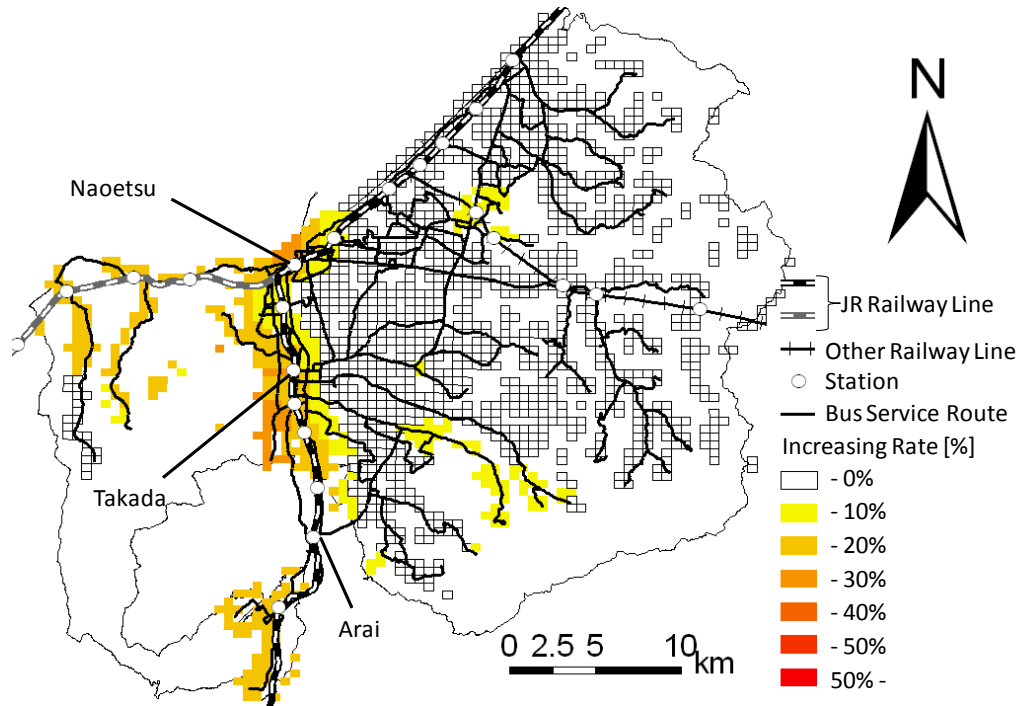 N
Naoetsu
JR Railway Line
Other Railway Line
Station
Bus Service Route
Increasing Rate [%]
- 0%
- 10%
- 20%
- 30%
- 40%
- 50%
50% -
Takada
Arai
0 2.5 5 10
km